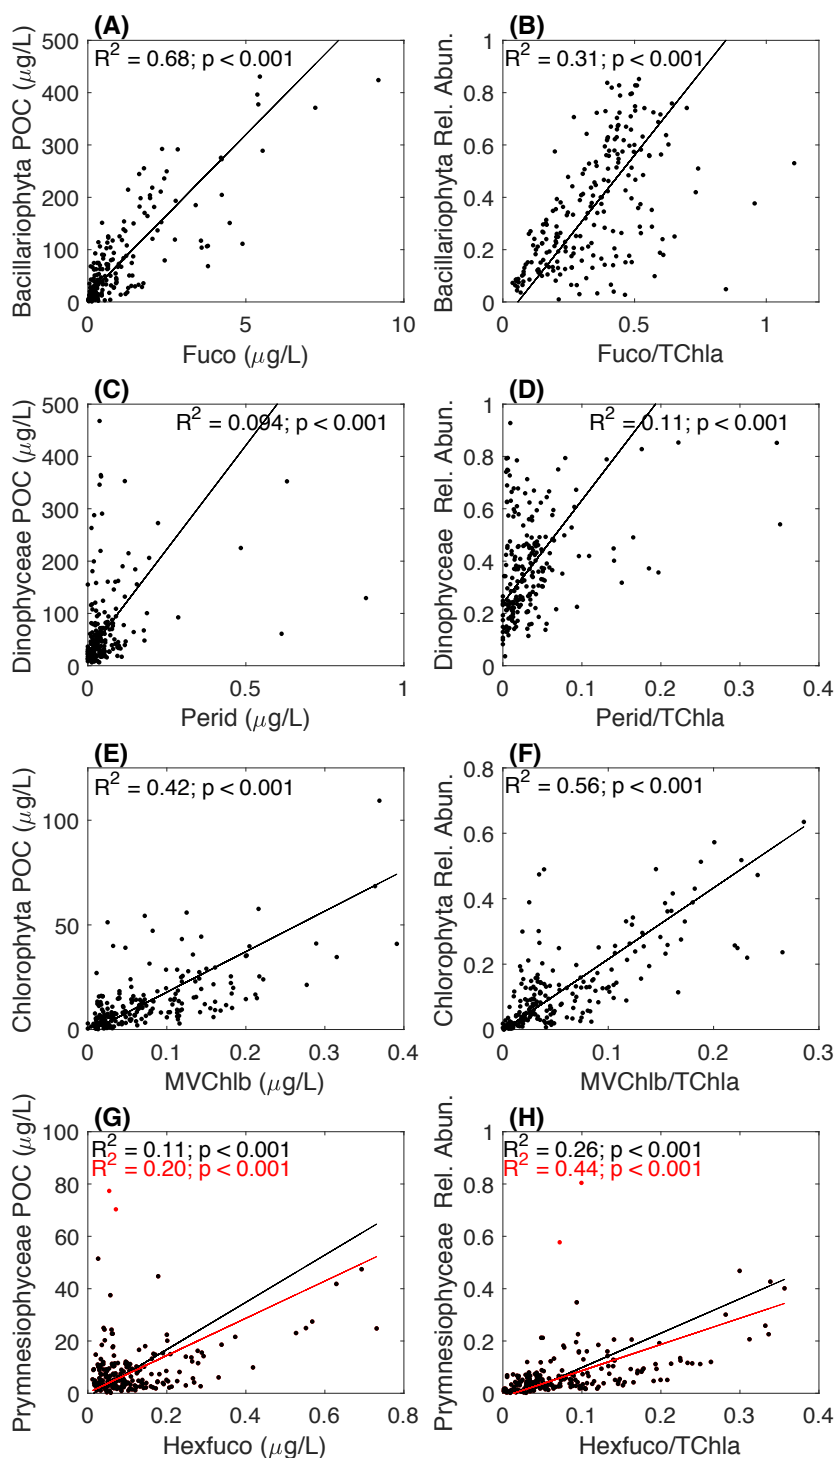 (A)
R² = 0.68; p < 0.001
Bacillariophyta POC (μg/L)
500
400
300
200
100
0
0 5 10
Fuco (μg/L)
(B)
R² = 0.31; p < 0.001
Bacillariophyta Rel. Abun.
1
0.8
0.6
0.4
0.2
0
0 0.5 1
Fuco/TChla
(C)
R² = 0.094; p < 0.001
Dinophyceae POC (μg/L)
500
400
300
200
100
0
0 0.5 1
Perid (μg/L)
(D)
R² = 0.11; p < 0.001
Dinophyceae Rel. Abun.
1
0.8
0.6
0.4
0.2
0
0 0.1 0.2 0.3 0.4
Perid/TChla
(E)
R² = 0.42; p < 0.001
Chlorophyta POC (μg/L)
100
50
0
0 0.1 0.2 0.3 0.4
MVChlb (μg/L)
(F)
R² = 0.56; p < 0.001
Chlorophyta Rel. Abun.
0.8
0.6
0.4
0.2
0
0 0.1 0.2 0.3
MVChlb/TChla
(G)
R² = 0.11; p < 0.001
R² = 0.20; p < 0.001
Prymnesiophyceae POC (μg/L)
100
80
60
40
20
0
0 0.2 0.4 0.6 0.8
Hexfuco (μg/L)
(H)
R² = 0.26; p < 0.001
R² = 0.44; p < 0.001
Prymnesiophyceae Rel. Abun.
1
0.8
0.6
0.4
0.2
0
0 0.1 0.2 0.3 0.4
Hexfuco/TChla